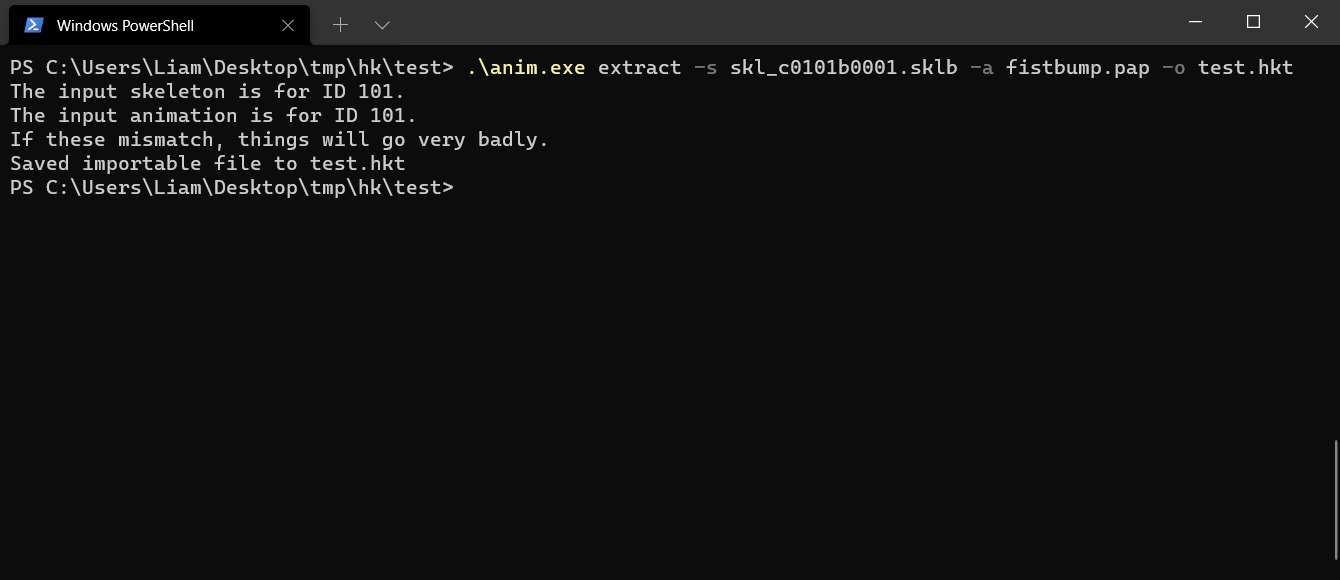 Windows PowerShell
PS C:\Users\Liam\Desktop\tmp\hk\test> .\anim.exe extract -s skl_c0101b0001.sklb -a fistbump.pap -o test.hkt
The input skeleton is for ID 101.
The input animation is for ID 101.
If these mismatch, things will go very badly.
Saved importable file to test.hkt
PS C:\Users\Liam\Desktop\tmp\hk\test>